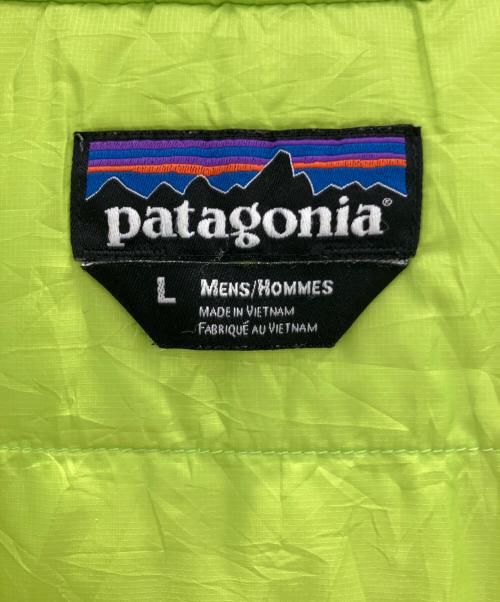 patagonia®
L MENS/HOMMES
MADE IN VIETNAM
FABRIQUÉ AU VIETNAM